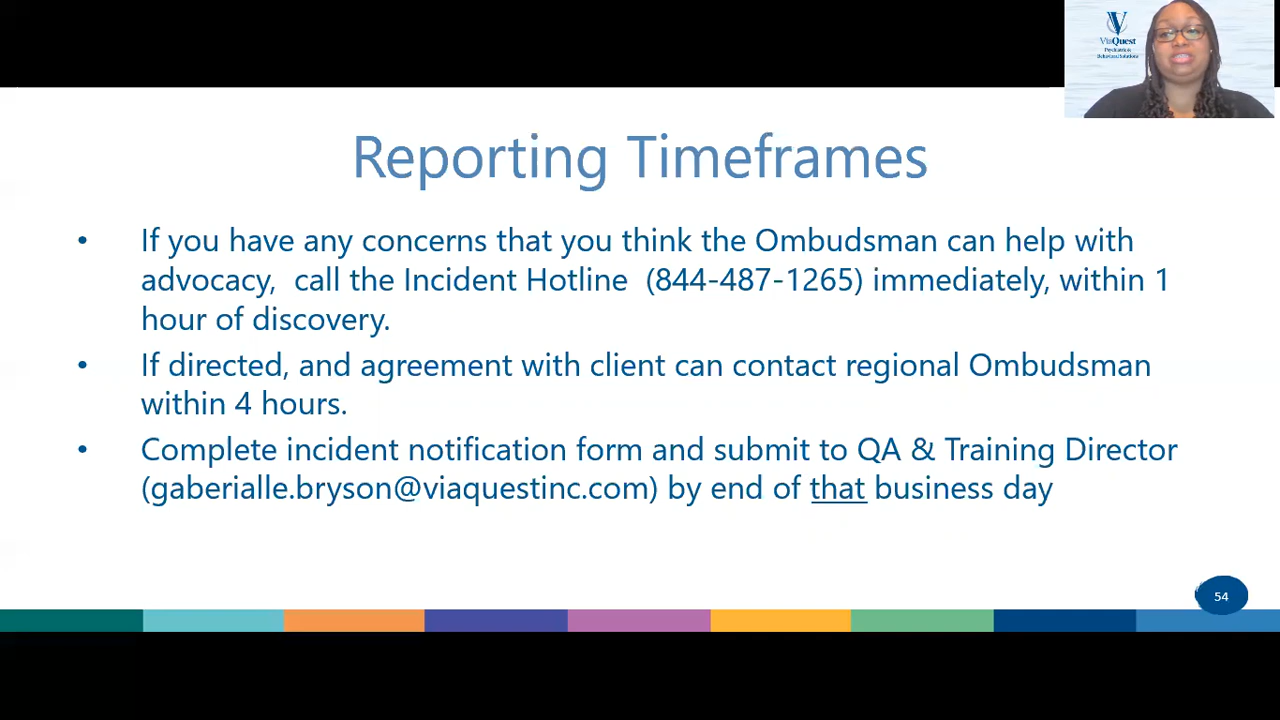 ViaQuest
Psychiatric &
Behavioral Solutions
Reporting Timeframes
• If you have any concerns that you think the Ombudsman can help with
advocacy,  call the Incident Hotline  (844-487-1265) immediately, within 1
hour of discovery.
• If directed, and agreement with client can contact regional Ombudsman
within 4 hours.
• Complete incident notification form and submit to QA & Training Director
(gaberialle.bryson@viaquestinc.com) by end of that business day
54